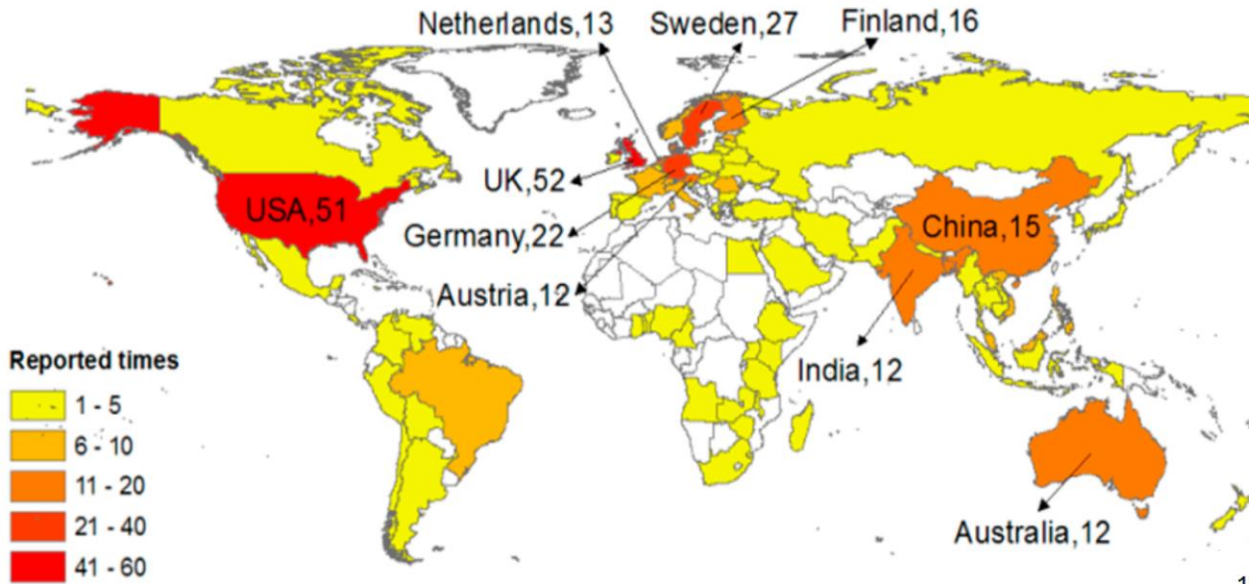 Netherlands,13
Sweden,27
Finland,16
UK,52
USA,51
Germany,22
China,15
Austria,12
India,12
Australia,12
Reported times
1 - 5
6 - 10
11 - 20
21 - 40
41 - 60
1